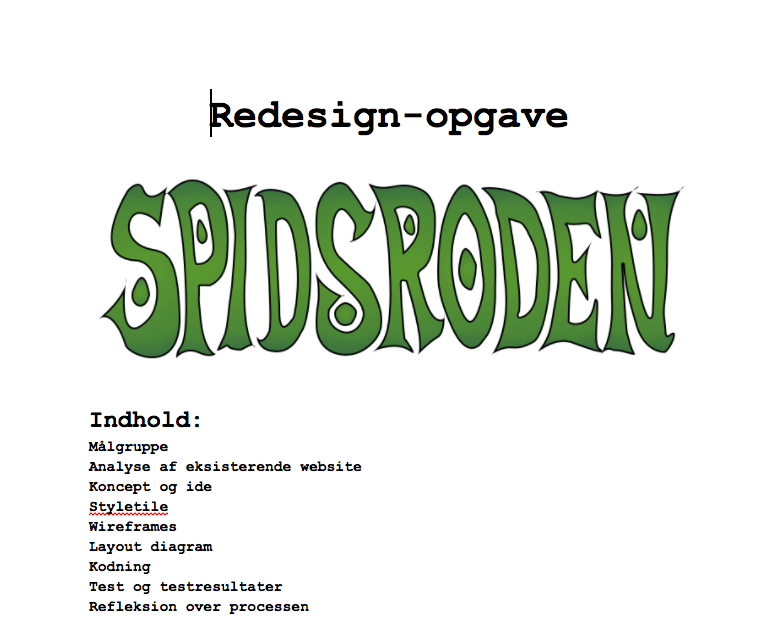 Redesign-opgave
SPIDSRODEN
Indhold:
Målgruppe
Analyse af eksisterende website
Koncept og ide
Styletile
Wireframes
Layout diagram
Kodning
Test og testresultater
Refleksion over processen